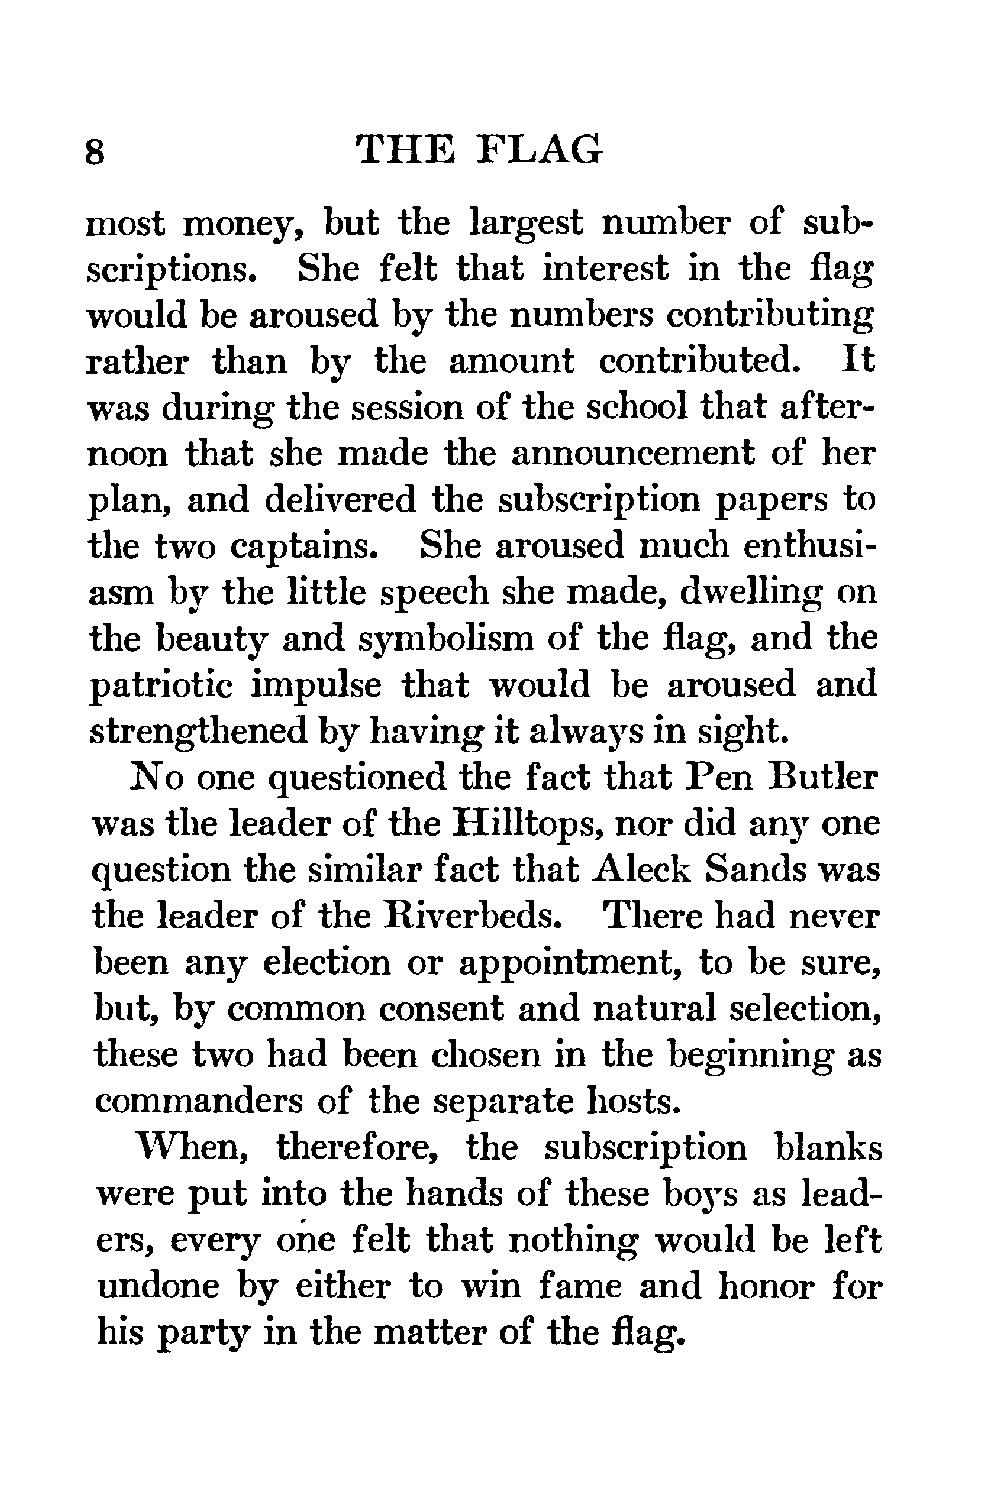 8 THE FLAG
most money, but the largest number of sub-
scriptions. She felt that interest in the flag
would be aroused by the numbers contributing
rather than by the amount contributed. It
was during the session of the school that after-
noon that she made the announcement of her
plan, and delivered the subscription papers to
the two captains. She aroused much enthusi-
asm by the little speech she made, dwelling on
the beauty and symbolism of the flag, and the
patriotic impulse that would be aroused and
strengthened by having it always in sight.
No one questioned the fact that Pen Butler
was the leader of the Hilltops, nor did any one
question the similar fact that Aleck Sands was
the leader of the Riverbeds. There had never
been any election or appointment, to be sure,
but, by common consent and natural selection,
these two had been chosen in the beginning as
commanders of the separate hosts.
When, therefore, the subscription blanks
were put into the hands of these boys as lead-
ers, every one felt that nothing would be left
undone by either to win fame and honor for
his party in the matter of the flag.